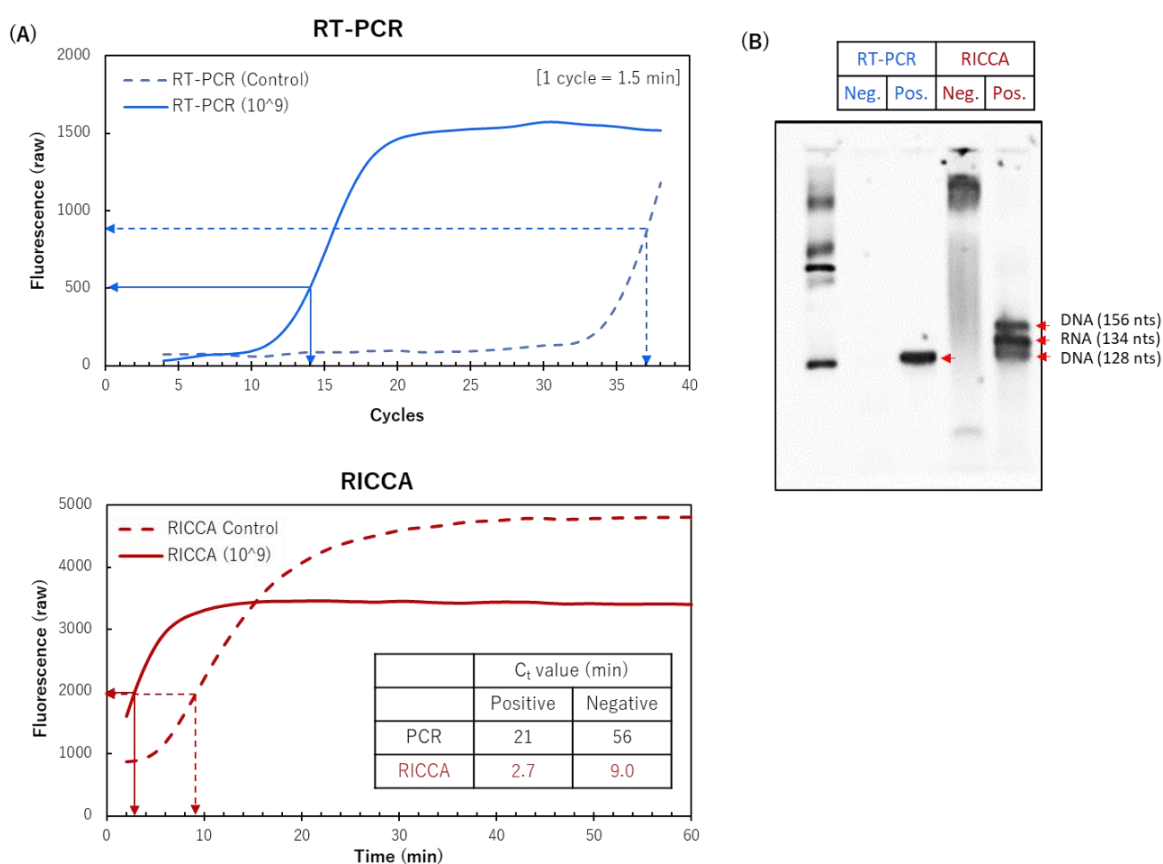 (A)
RT-PCR
2000
1500
1000
500
0
Fluorescence (raw)
RT-PCR (Control)
RT-PCR (10^9)
[1 cycle = 1.5 min]
0 5 10 15 20 25 30 35 40
Cycles
RICCA
5000
4000
3000
2000
1000
0
Fluorescence (raw)
RICCA Control
RICCA (10^9)
Ct value (min)
Positive Negative
PCR 21 56
RICCA 2.7 9.0
0 10 20 30 40 50 60
Time (min)
(B)
RT-PCR RICCA
Neg. Pos. Neg. Pos.
DNA (156 nts)
RNA (134 nts)
DNA (128 nts)